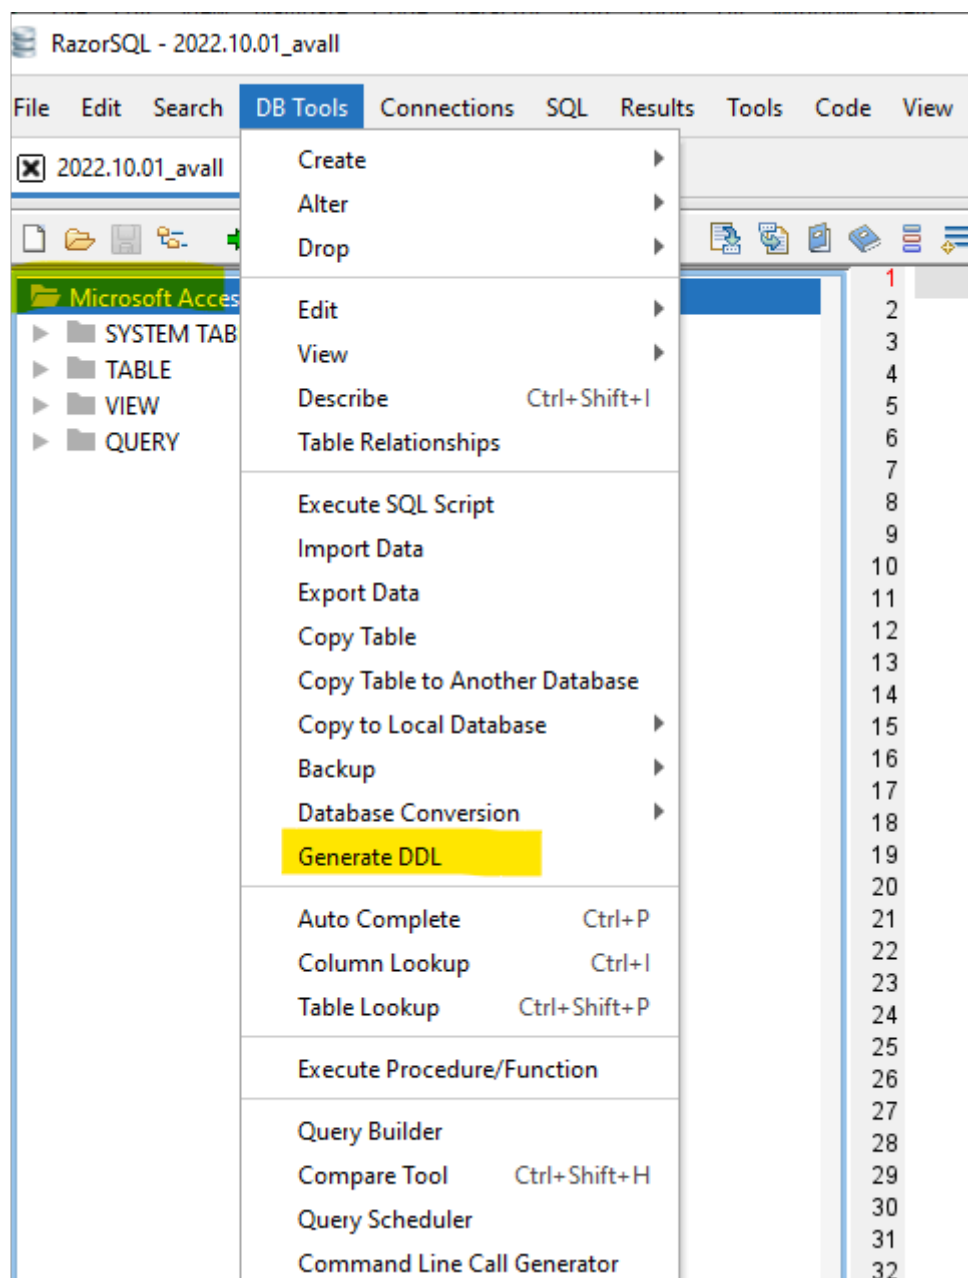 RazorSQL - 2022.10.01_avall
File Edit Search DB Tools Connections SQL Results Tools Code View
2022.10.01_avall
Create
Alter
Drop
Microsoft Acces
SYSTEM TAB
TABLE
VIEW
QUERY
Edit
View
Describe Ctrl+Shift+I
Table Relationships
Execute SQL Script
Import Data
Export Data
Copy Table
Copy Table to Another Database
Copy to Local Database
Backup
Database Conversion
Generate DDL
Auto Complete Ctrl+P
Column Lookup Ctrl+I
Table Lookup Ctrl+Shift+P
Execute Procedure/Function
Query Builder
Compare Tool Ctrl+Shift+H
Query Scheduler
Command Line Call Generator
1
2
3
4
5
6
7
8
9
10
11
12
13
14
15
16
17
18
19
20
21
22
23
24
25
26
27
28
29
30
31
32